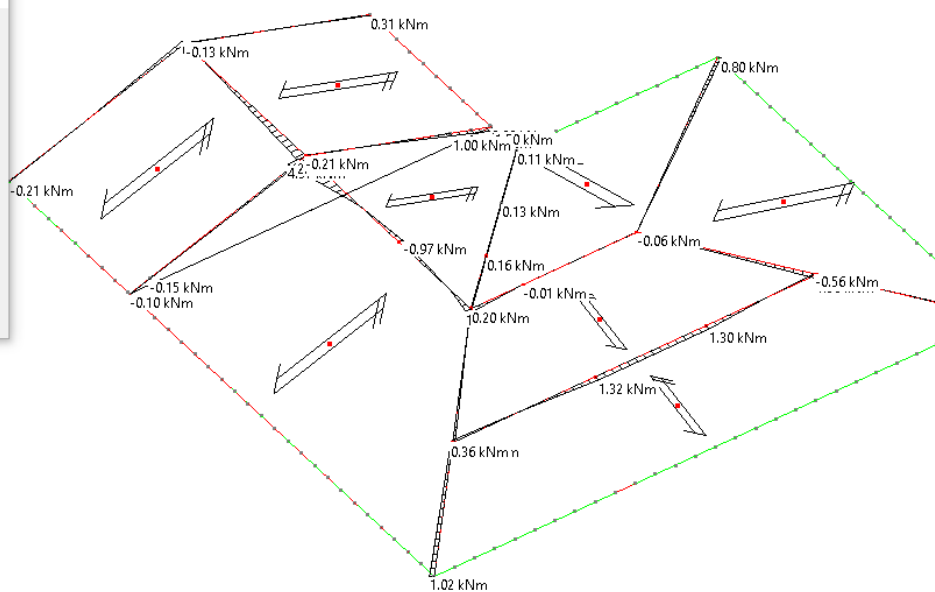 0.31 kNm
-0.13 kNm
0.80 kNm
1.00 kNm
0 kNm
0.11 kNm
-0.21 kNm
-0.21 kNm
0.13 kNm
-0.06 kNm
-0.97 kNm
0.16 kNm
-0.56 kNm
-0.15 kNm
-0.10 kNm
-0.01 kNm
0.20 kNm
1.30 kNm
1.32 kNm
0.36 kNm
1.02 kNm